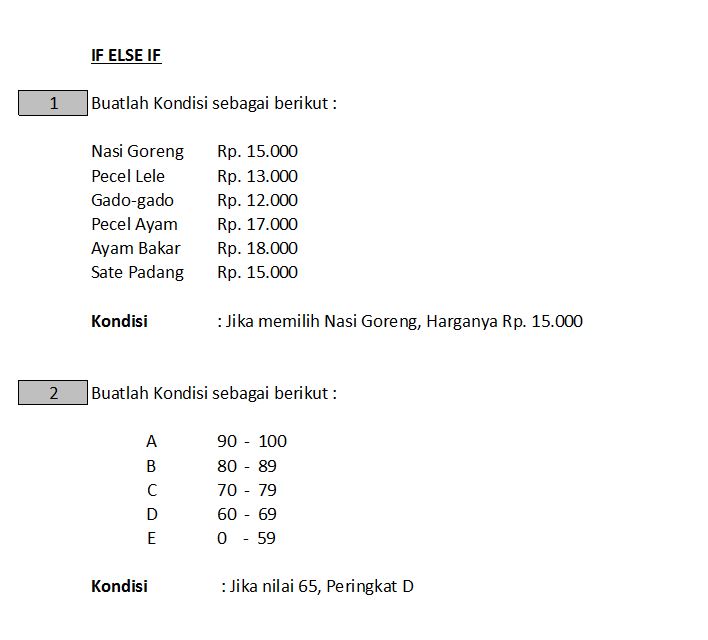 IF ELSE IF
1 Buatlah Kondisi sebagai berikut :
Nasi Goreng Rp. 15.000
Pecel Lele Rp. 13.000
Gado-gado Rp. 12.000
Pecel Ayam Rp. 17.000
Ayam Bakar Rp. 18.000
Sate Padang Rp. 15.000
Kondisi : Jika memilih Nasi Goreng, Harganya Rp. 15.000
2 Buatlah Kondisi sebagai berikut :
A 90 - 100
B 80 - 89
C 70 - 79
D 60 - 69
E 0 - 59
Kondisi : Jika nilai 65, Peringkat D